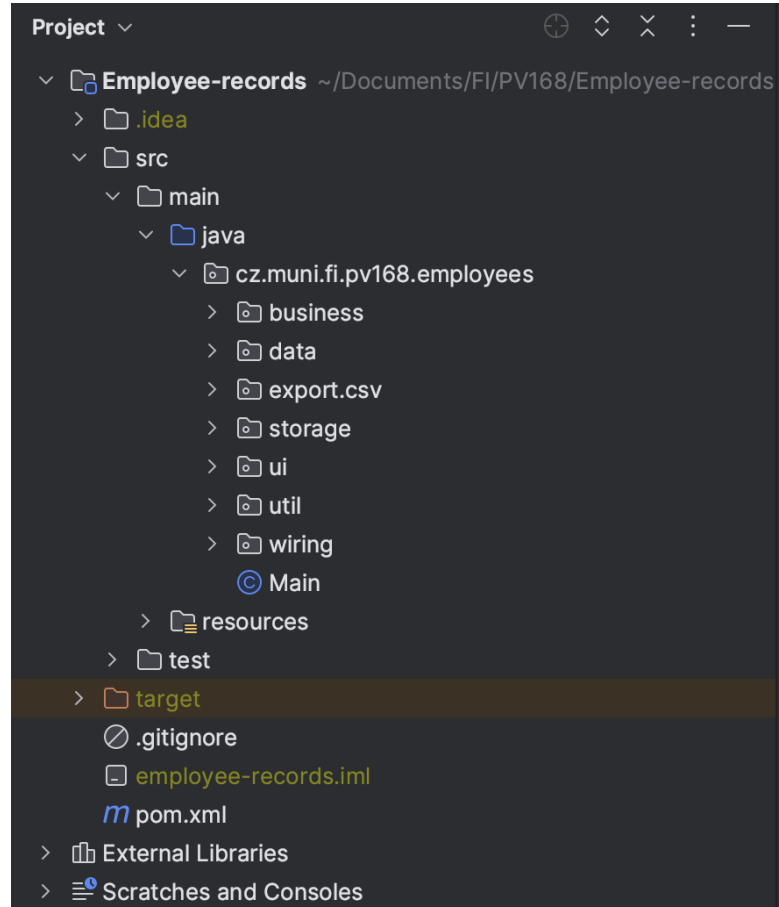 Project
Employee-records ~/Documents/FI/PV168/Employee-records
.idea
src
main
java
cz.muni.fi.pv168.employees
business
data
export.csv
storage
ui
util
wiring
C Main
resources
test
target
.gitignore
employee-records.iml
m pom.xml
External Libraries
Scratches and Consoles